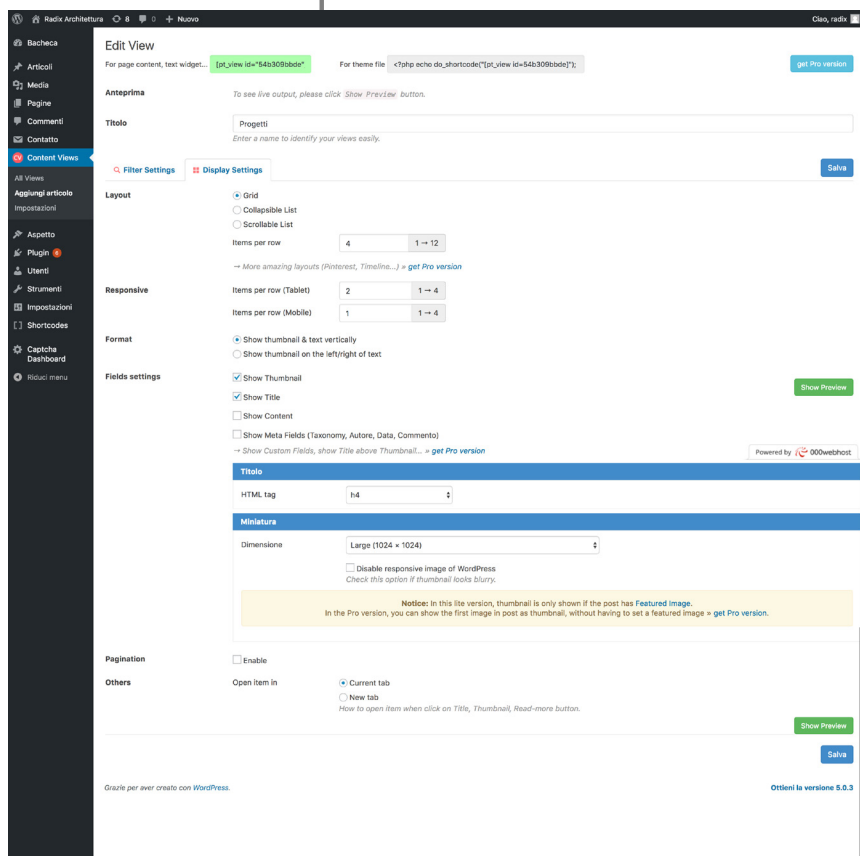 Radix Architettura 8 0 + Nuovo Ciao, radix
Bacheca
Articoli
Media
Pagine
Commenti
Contatto
Content Views
All Views
Aggiungi articolo
Impostazioni
Aspetto
Plugin 6
Utenti
Strumenti
Impostazioni
Shortcodes
Captcha
Dashboard
Riduci menu
Edit View
For page content, text widget... [pt_view id="54b309bbde" For theme file <?php echo do_shortcode("[pt_view id=54b309bbde]"); get Pro version
Anteprima To see live output, please click Show Preview button.
Titolo Progetti
Enter a name to identify your views easily.
Filter Settings Display Settings Salva
Layout Grid
Collapsible List
Scrollable List
Items per row 4 1 → 12
→ More amazing layouts (Pinterest, Timeline...) » get Pro version
Responsive Items per row (Tablet) 2 1 → 4
Items per row (Mobile) 1 1 → 4
Format Show thumbnail & text vertically
Show thumbnail on the left/right of text
Fields settings Show Thumbnail
Show Preview
Show Title
Show Content
Show Meta Fields (Taxonomy, Autore, Data, Commento)
→ Show Custom Fields, show Title above Thumbnail... » get Pro version
Powered by 000webhost
Titolo
HTML tag h4
Miniatura
Dimensione Large (1024 × 1024)
Disable responsive image of WordPress
Check this option if thumbnail looks blurry.
Notice: In this lite version, thumbnail is only shown if the post has Featured Image.
In the Pro version, you can show the first image in post as thumbnail, without having to set a featured image » get Pro version.
Pagination Enable
Others Open item in Current tab
New tab
How to open item when click on Title, Thumbnail, Read-more button.
Show Preview
Salva
Grazie per aver creato con WordPress. Ottieni la versione 5.0.3